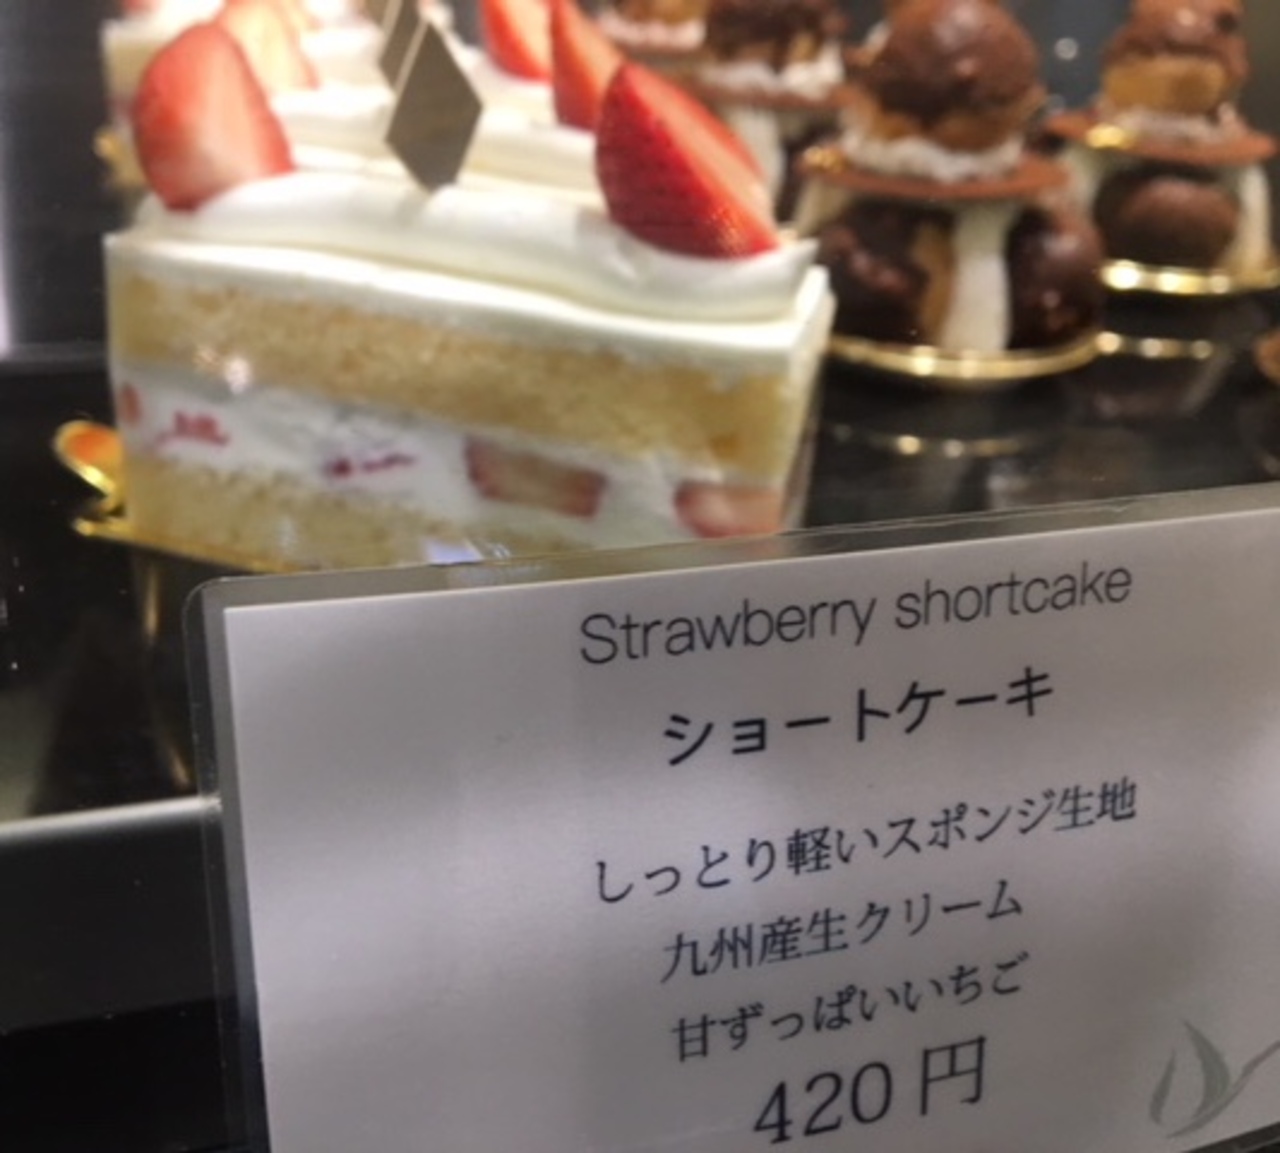 Strawberry shortcake
ショートケーキ
しっとり軽いスポンジ生地
九州産生クリーム
甘ずっぱいいちご
420円